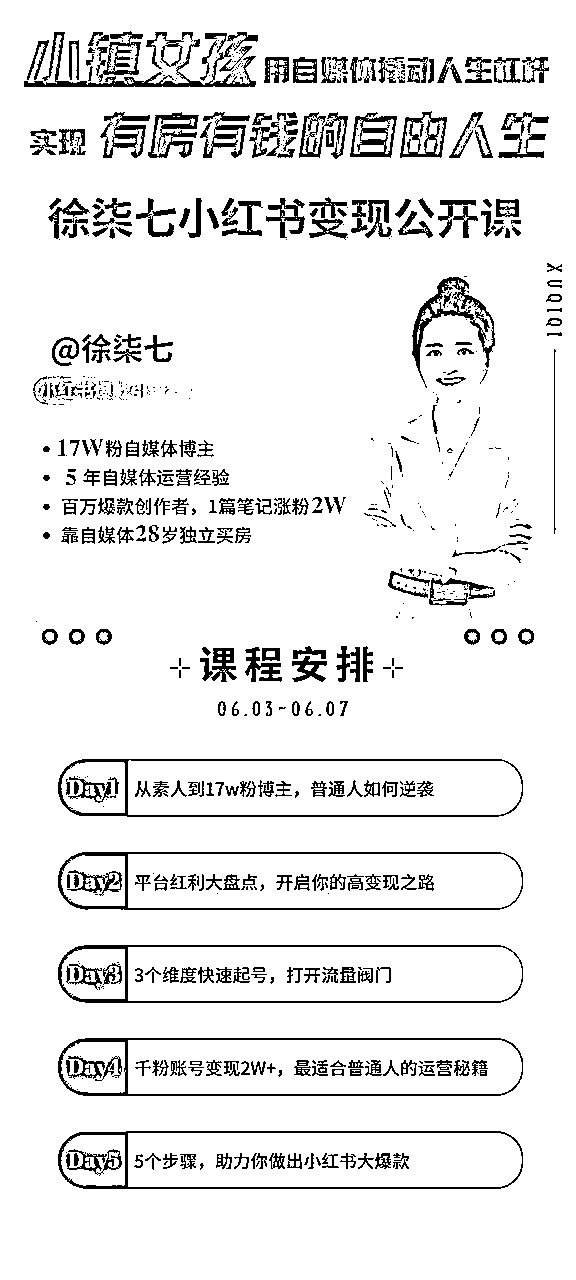 小镇女孩 用自媒体撬动人生杠杆
实现 有房有钱的自由人生
徐柒七小红书变现公开课
XUQIQI
@徐柒七
• 17W粉自媒体博主
• 5 年自媒体运营经验
• 百万爆款创作者，1篇笔记涨粉2W
• 靠自媒体28岁独立买房
课程安排
06.03-06.07
Day1 从素人到17w粉博主，普通人如何逆袭
Day2 平台红利大盘点，开启你的高变现之路
Day3 3个维度快速起号，打开流量阀门
Day4 千粉账号变现2W+，最适合普通人的运营秘籍
Day5 5个步骤，助力你做出小红书大爆款